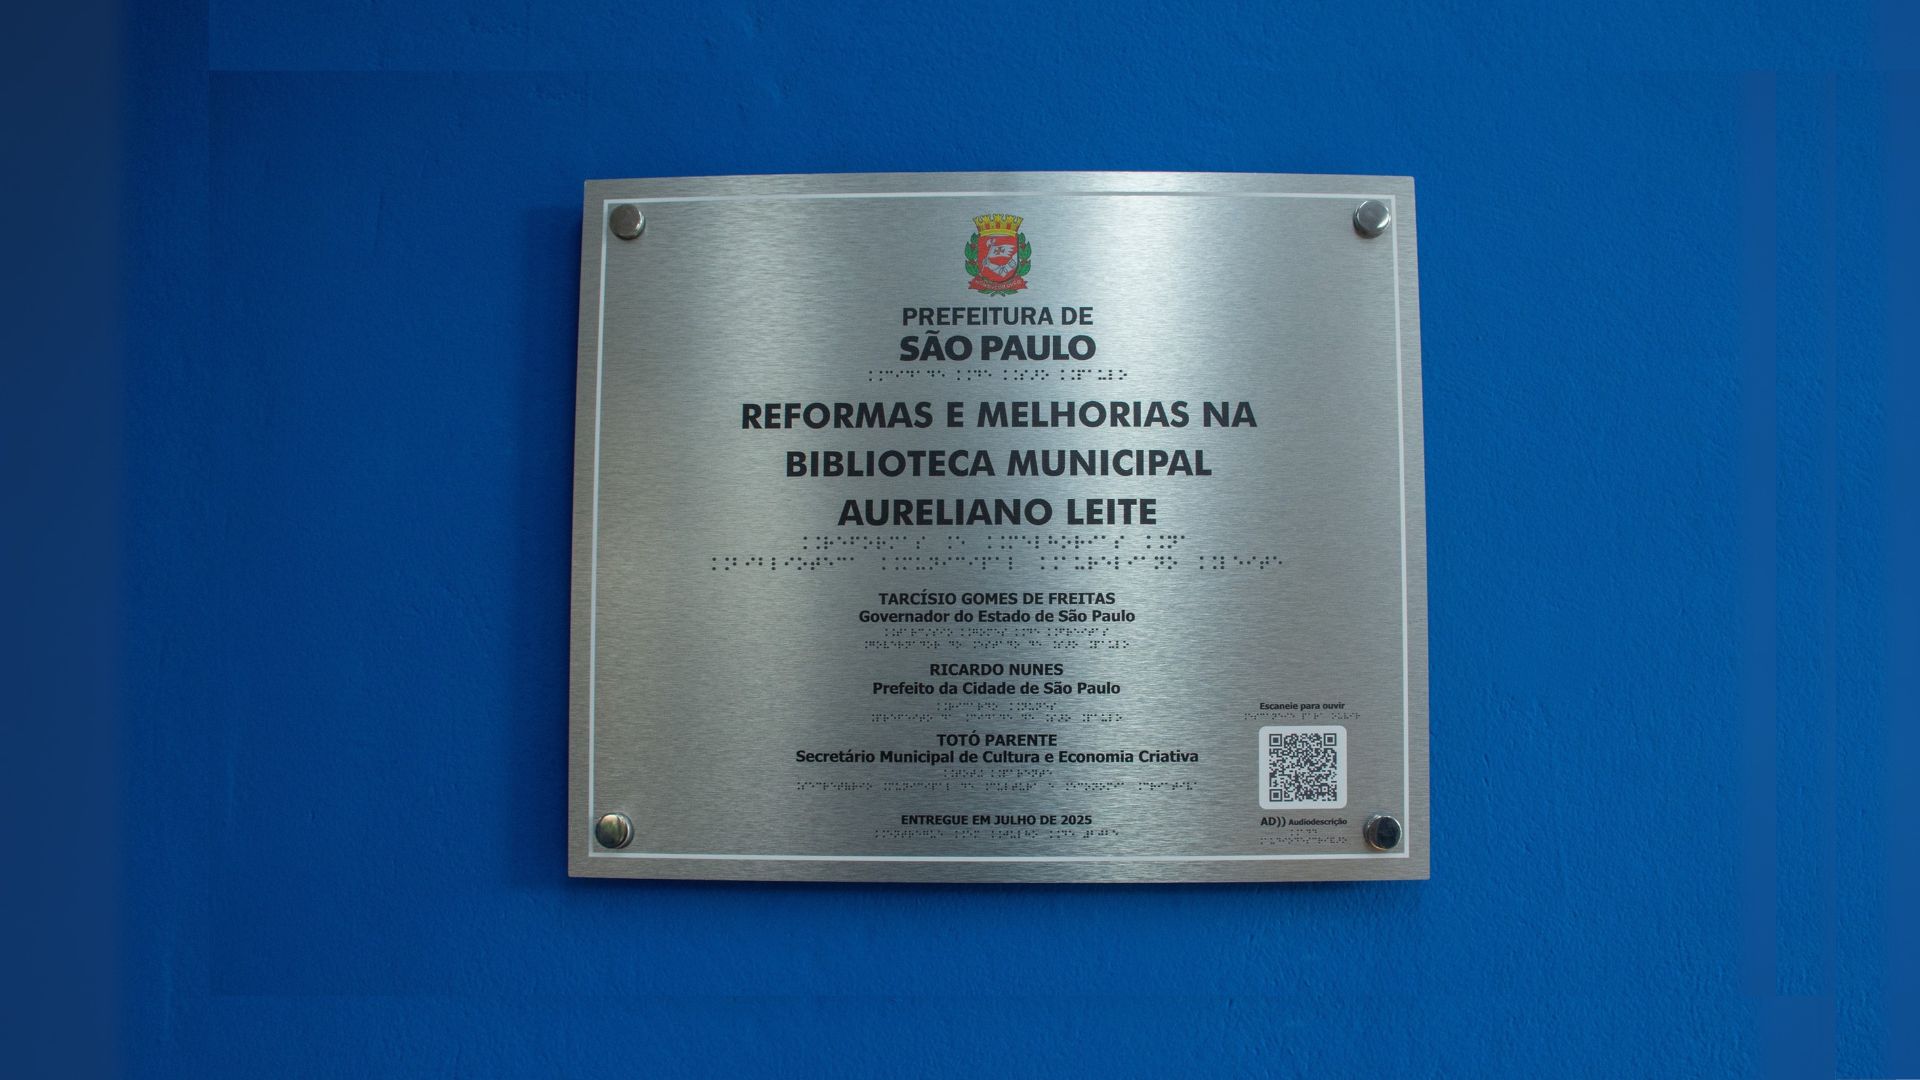 PREFEITURA DE
SÃO PAULO
REFORMAS E MELHORIAS NA
BIBLIOTECA MUNICIPAL
AURELIANO LEITE
TARCÍSIO GOMES DE FREITAS
Governador do Estado de São Paulo
RICARDO NUNES
Prefeito da Cidade de São Paulo
TOTÓ PARENTE
Secretário Municipal de Cultura e Economia Criativa
ENTREGUE EM JULHO DE 2025
Escaneie para ouvir
AD)) Audiodescrição